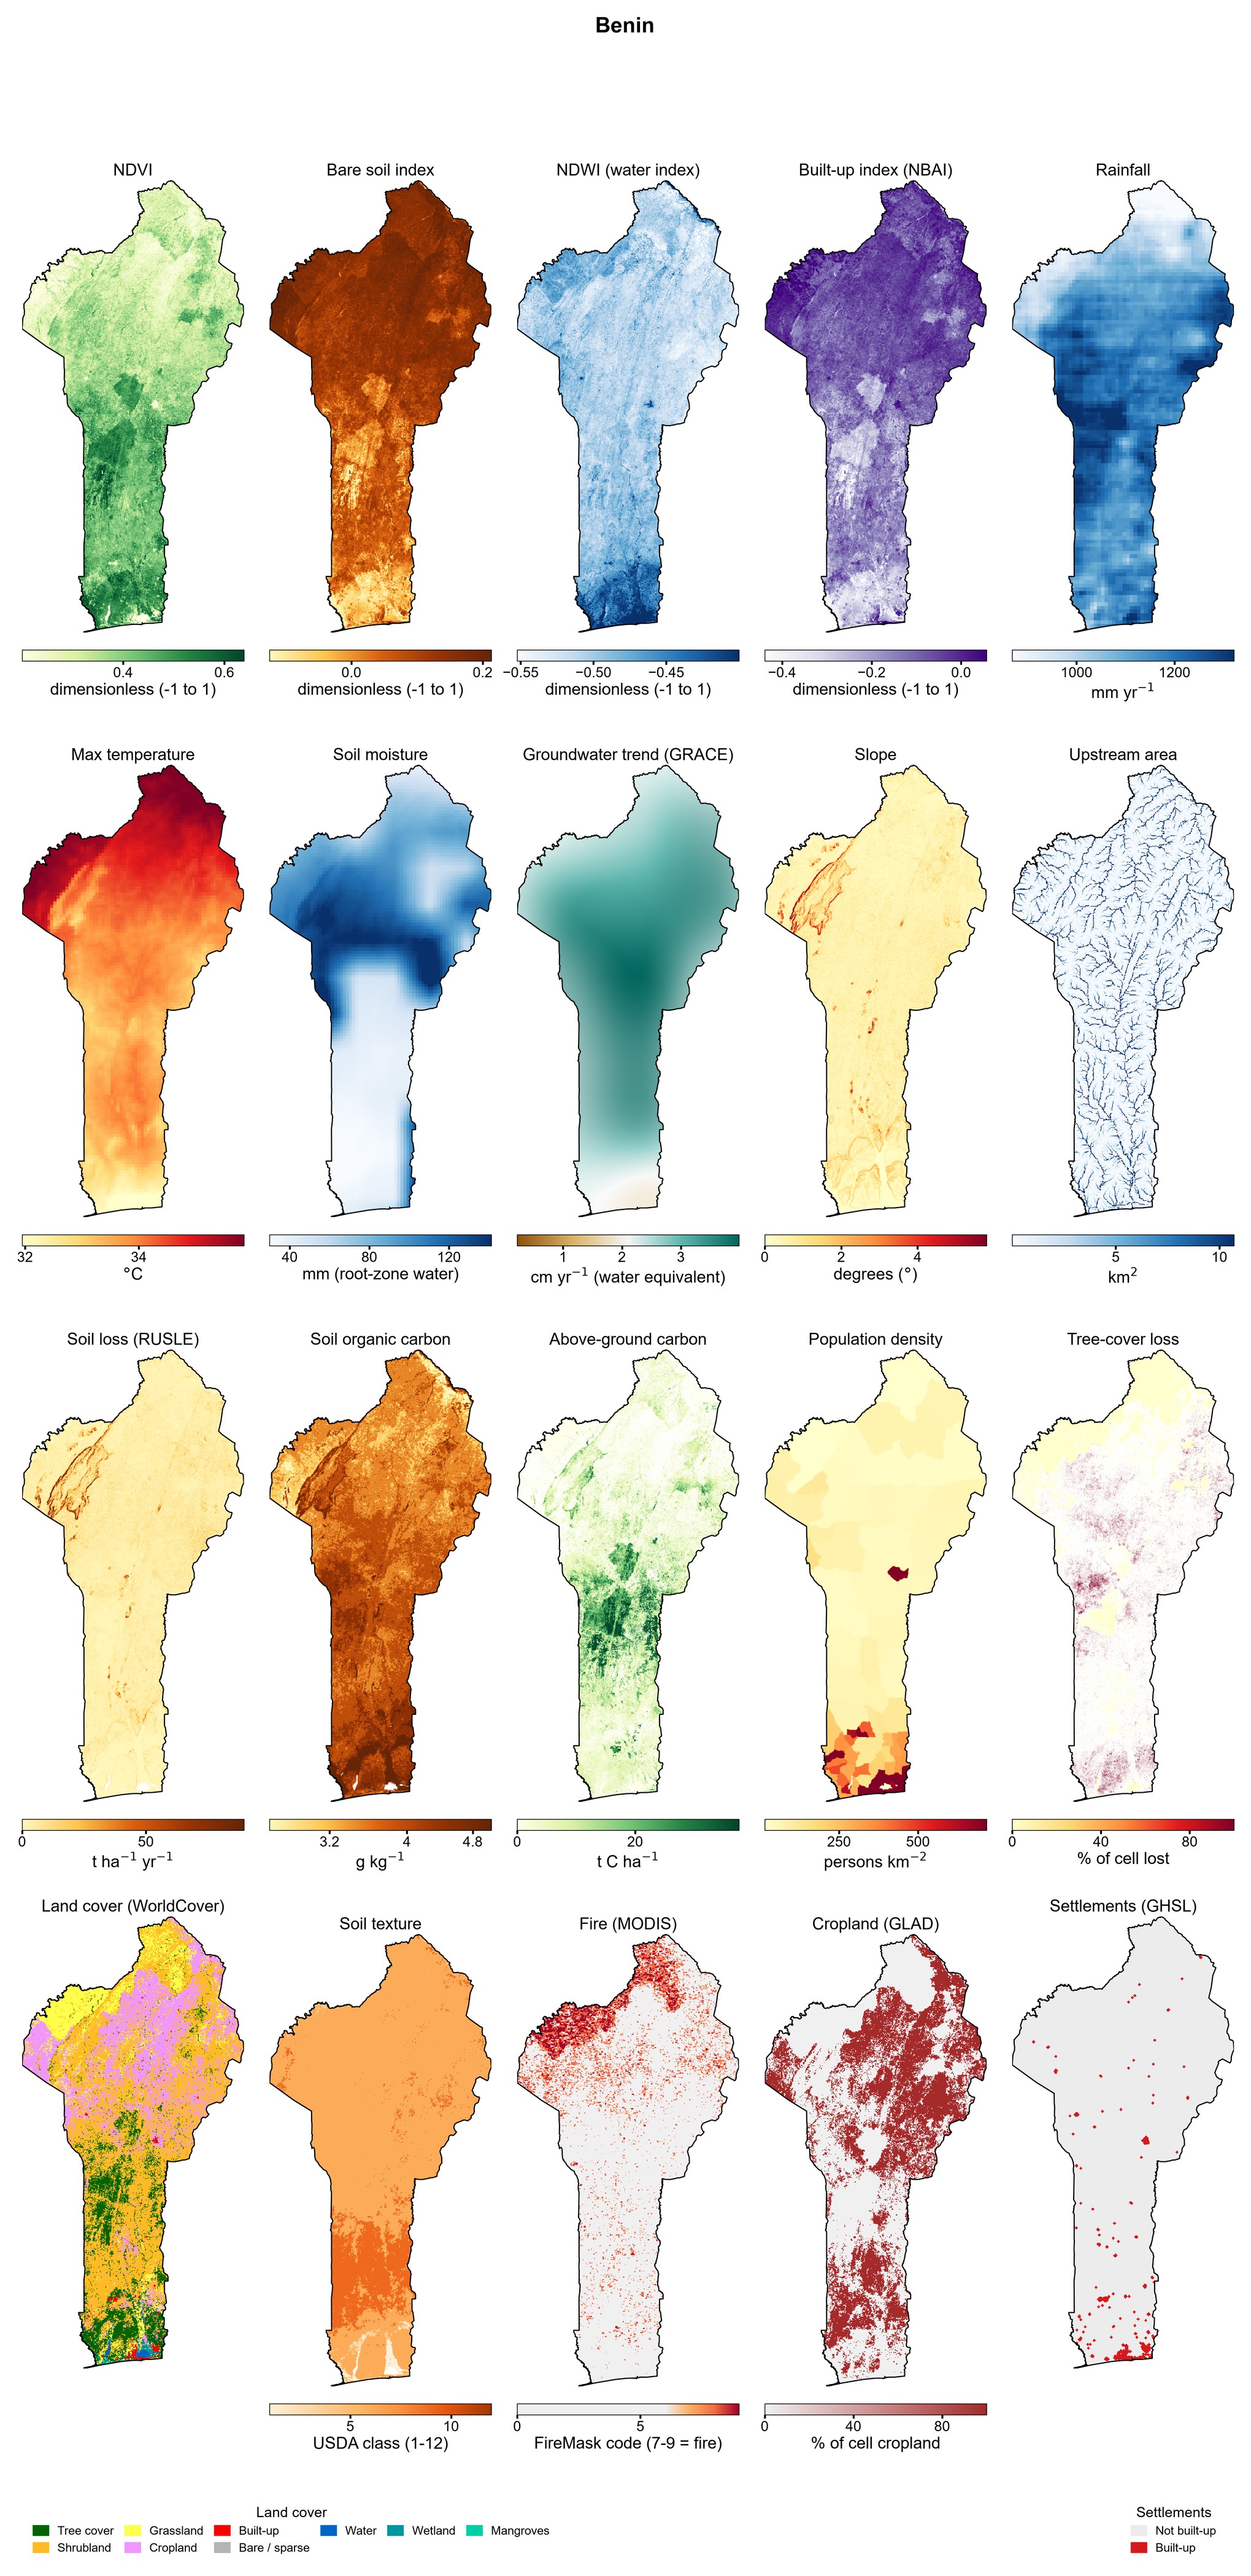 Benin
NDVI
Bare soil index
NDWI (water index)
Built-up index (NBAI)
Rainfall
0.4 0.6
dimensionless (-1 to 1)
0.0 0.2
dimensionless (-1 to 1)
−0.55 −0.50 −0.45
dimensionless (-1 to 1)
−0.4 −0.2 0.0
dimensionless (-1 to 1)
1000 1200
mm yr⁻¹
Max temperature
Soil moisture
Groundwater trend (GRACE)
Slope
Upstream area
32 34
°C
40 80 120
mm (root-zone water)
1 2 3
cm yr⁻¹ (water equivalent)
0 2 4
degrees (°)
5 10
km²
Soil loss (RUSLE)
Soil organic carbon
Above-ground carbon
Population density
Tree-cover loss
0 50
t ha⁻¹ yr⁻¹
3.2 4 4.8
g kg⁻¹
0 20
t C ha⁻¹
250 500
persons km⁻²
0 40 80
% of cell lost
Land cover (WorldCover)
Soil texture
Fire (MODIS)
Cropland (GLAD)
Settlements (GHSL)
5 10
USDA class (1-12)
0 5
FireMask code (7-9 = fire)
0 40 80
% of cell cropland
Land cover
Tree cover Grassland Built-up Water Wetland Mangroves
Shrubland Cropland Bare / sparse
Settlements
Not built-up
Built-up